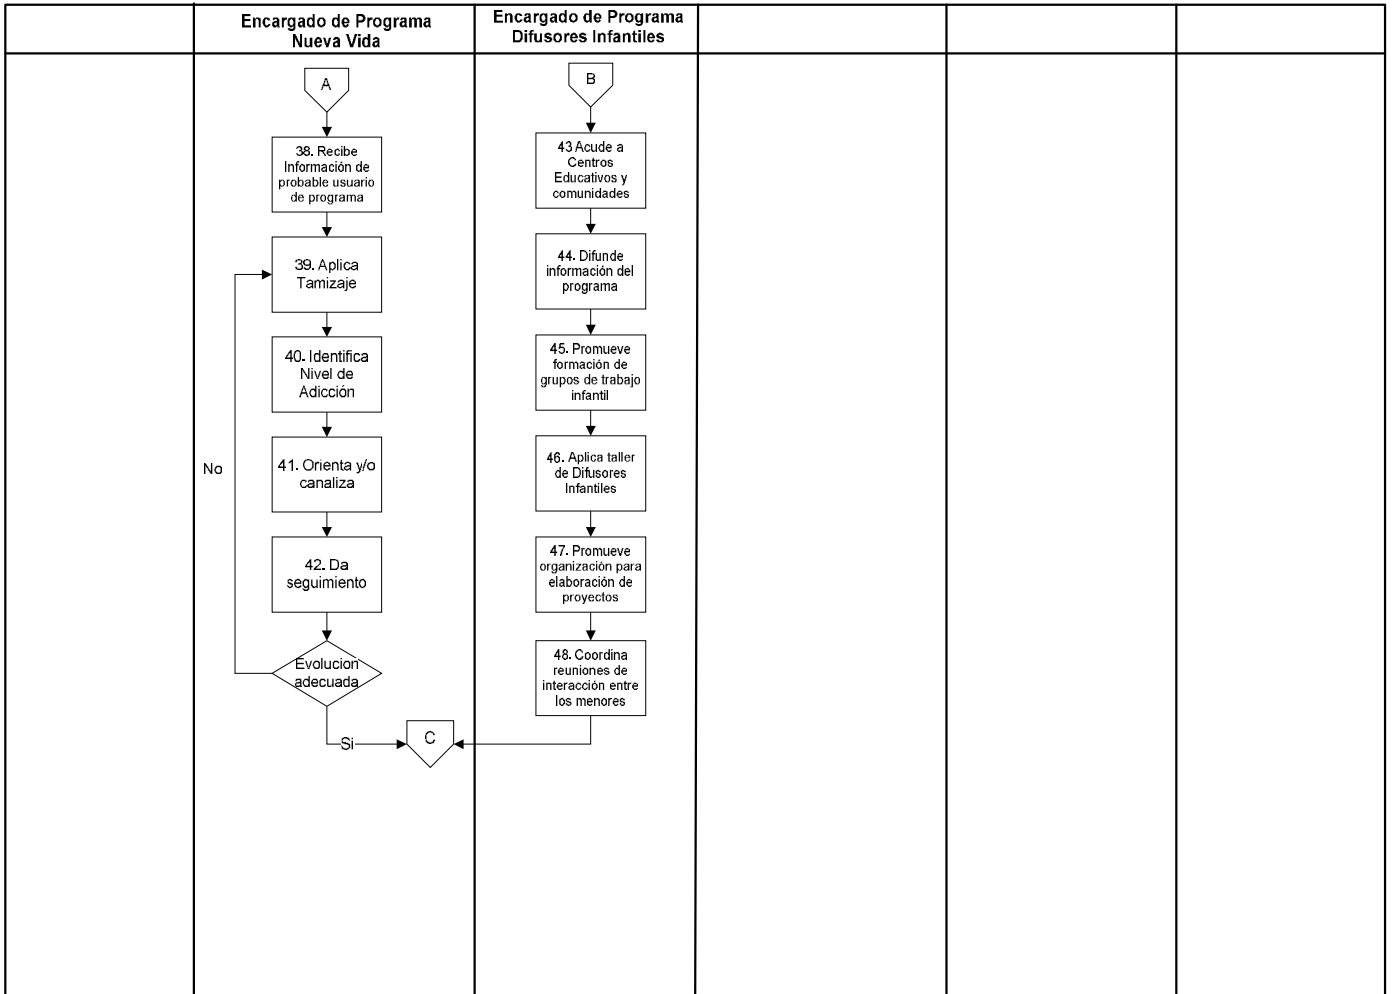 Encargado de Programa
Nueva Vida
Encargado de Programa
Difusores Infantiles
A
38. Recibe
Información de
probable usuario
de programa
39. Aplica
Tamizaje
40. Identifica
Nivel de
Adicción
41. Orienta y/o
canaliza
42. Da
seguimiento
Evolucion
adecuada
No
Si
C
B
43 Acude a
Centros
Educativos y
comunidades
44. Difunde
información del
programa
45. Promueve
formación de
grupos de trabajo
infantil
46. Aplica taller
de Difusores
Infantiles
47. Promueve
organización para
elaboración de
proyectos
48. Coordina
reuniones de
interacción entre
los menores